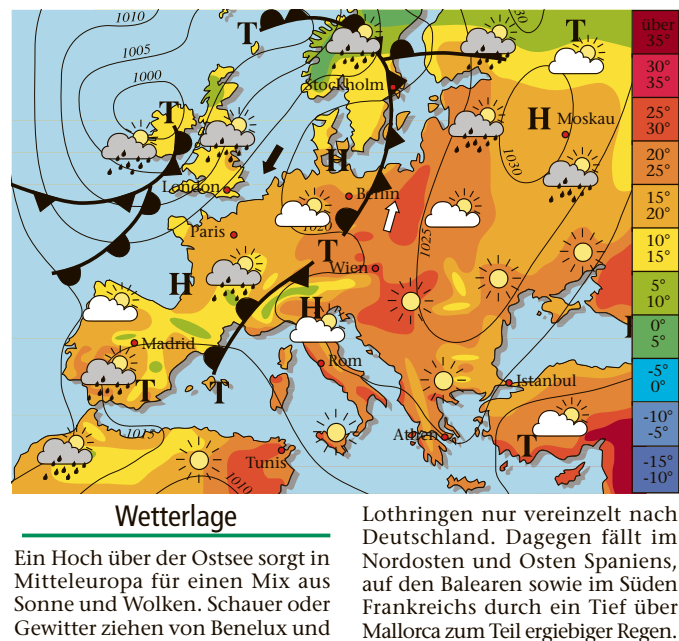 1010
1005
1000
T
T
T
Stockholm
H
Moskau
1030
London
H
Berlin
Paris
1020
1025
T
Wien
H
H
Madrid
Rom
T
T
Istanbul
1015
Athen
T
Tunis
1010
über
35°
30°
35°
25°
30°
20°
25°
15°
20°
10°
15°
5°
10°
0°
5°
-5°
0°
-10°
-5°
-15°
-10°
Wetterlage
Ein Hoch über der Ostsee sorgt in
Mitteleuropa für einen Mix aus
Sonne und Wolken. Schauer oder
Gewitter ziehen von Benelux und
Lothringen nur vereinzelt nach
Deutschland. Dagegen fällt im
Nordosten und Osten Spaniens,
auf den Balearen sowie im Süden
Frankreichs durch ein Tief über
Mallorca zum Teil ergiebiger Regen.